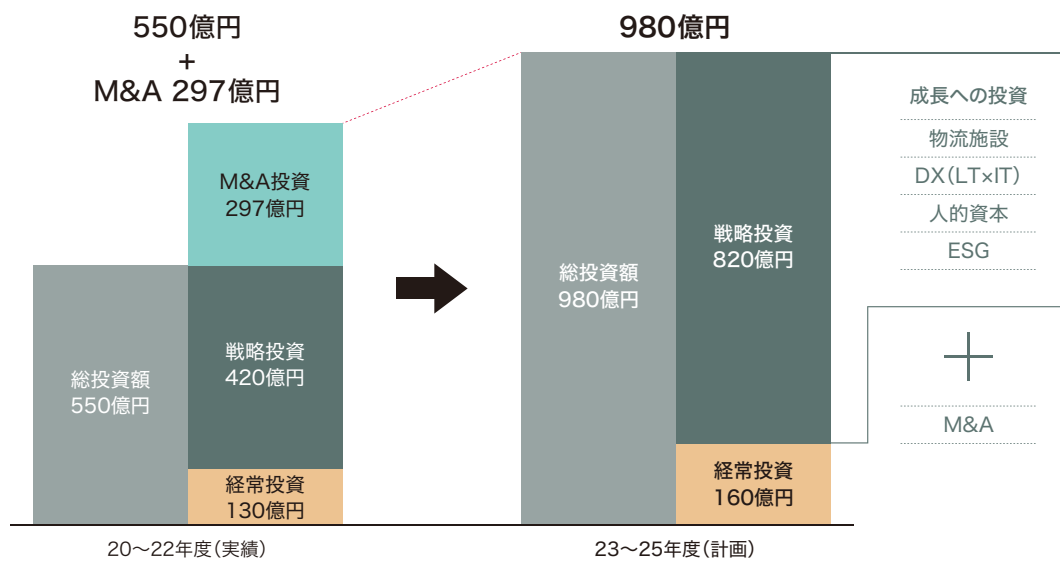 550億円
+
M&A 297億円
M&A投資
297億円
総投資額
550億円
戦略投資
420億円
経常投資
130億円
20〜22年度(実績)
980億円
総投資額
980億円
戦略投資
820億円
経常投資
160億円
23〜25年度(計画)
成長への投資
物流施設
DX(LT×IT)
人的資本
ESG
+
M&A